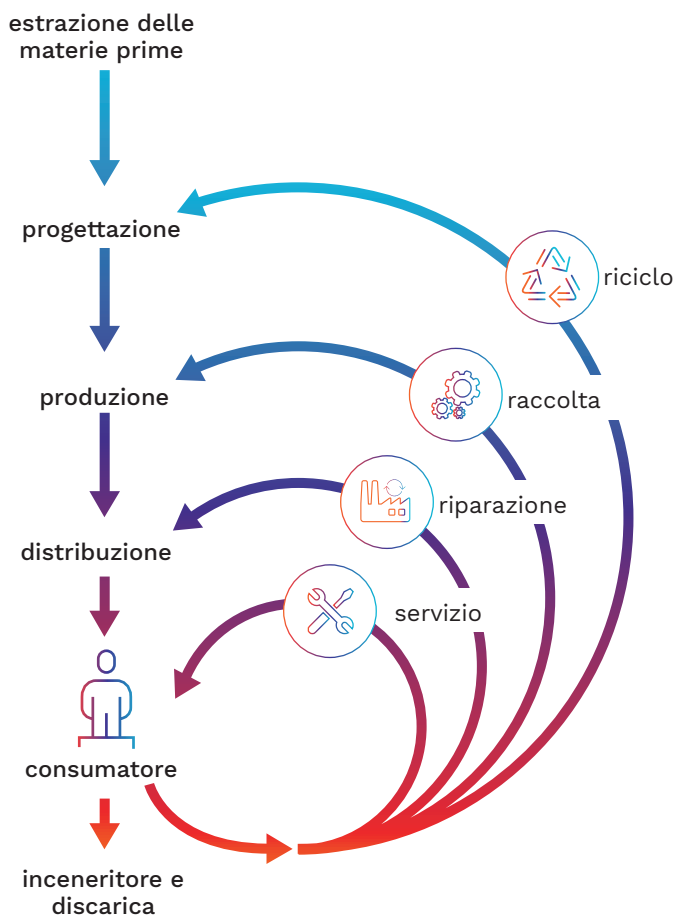 estrazione delle
materie prime
progettazione
riciclo
produzione
raccolta
riparazione
distribuzione
servizio
consumatore
inceneritore e
discarica